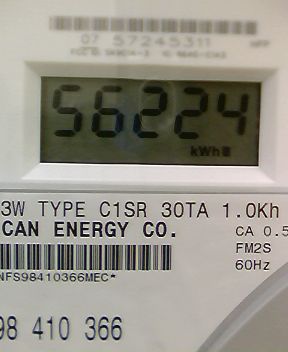 07 57245311
56224
kWh
3W TYPE C1SR 30TA 1.0Kh
CAN ENERGY CO.
CA 0.5
FM2S
60Hz
NFS98410366MEC*
98 410 366